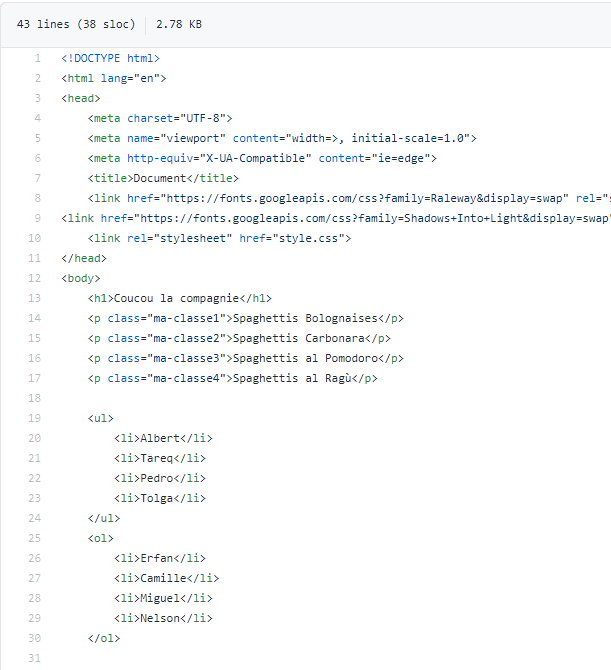 43 lines (38 sloc) 2.78 KB
1 <!DOCTYPE html>
2 <html lang="en">
3 <head>
4     <meta charset="UTF-8">
5     <meta name="viewport" content="width=>, initial-scale=1.0">
6     <meta http-equiv="X-UA-Compatible" content="ie=edge">
7     <title>Document</title>
8     <link href="https://fonts.googleapis.com/css?family=Raleway&display=swap" rel="s
9 <link href="https://fonts.googleapis.com/css?family=Shadows+Into+Light&display=swap"
10     <link rel="stylesheet" href="style.css">
11 </head>
12 <body>
13     <h1>Coucou la compagnie</h1>
14     <p class="ma-classe1">Spaghettis Bolognaises</p>
15     <p class="ma-classe2">Spaghettis Carbonara</p>
16     <p class="ma-classe3">Spaghettis al Pomodoro</p>
17     <p class="ma-classe4">Spaghettis al Ragù</p>
18
19     <ul>
20         <li>Albert</li>
21         <li>Tareq</li>
22         <li>Pedro</li>
23         <li>Tolga</li>
24     </ul>
25     <ol>
26         <li>Erfan</li>
27         <li>Camille</li>
28         <li>Miguel</li>
29         <li>Nelson</li>
30     </ol>
31